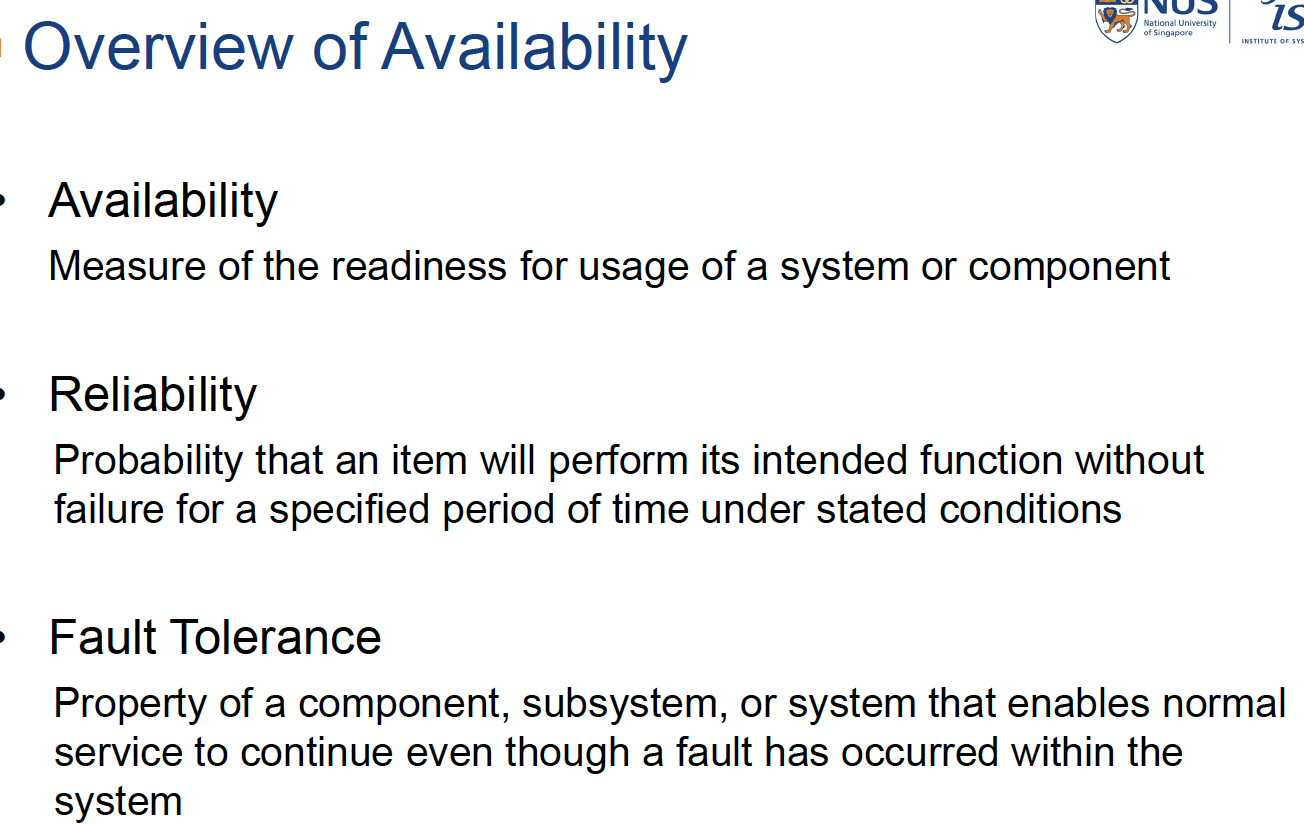 Overview of Availability
NUS
National University
of Singapore
INSTITUTE OF
• Availability
Measure of the readiness for usage of a system or component
• Reliability
Probability that an item will perform its intended function without
failure for a specified period of time under stated conditions
• Fault Tolerance
Property of a component, subsystem, or system that enables normal
service to continue even though a fault has occurred within the
system